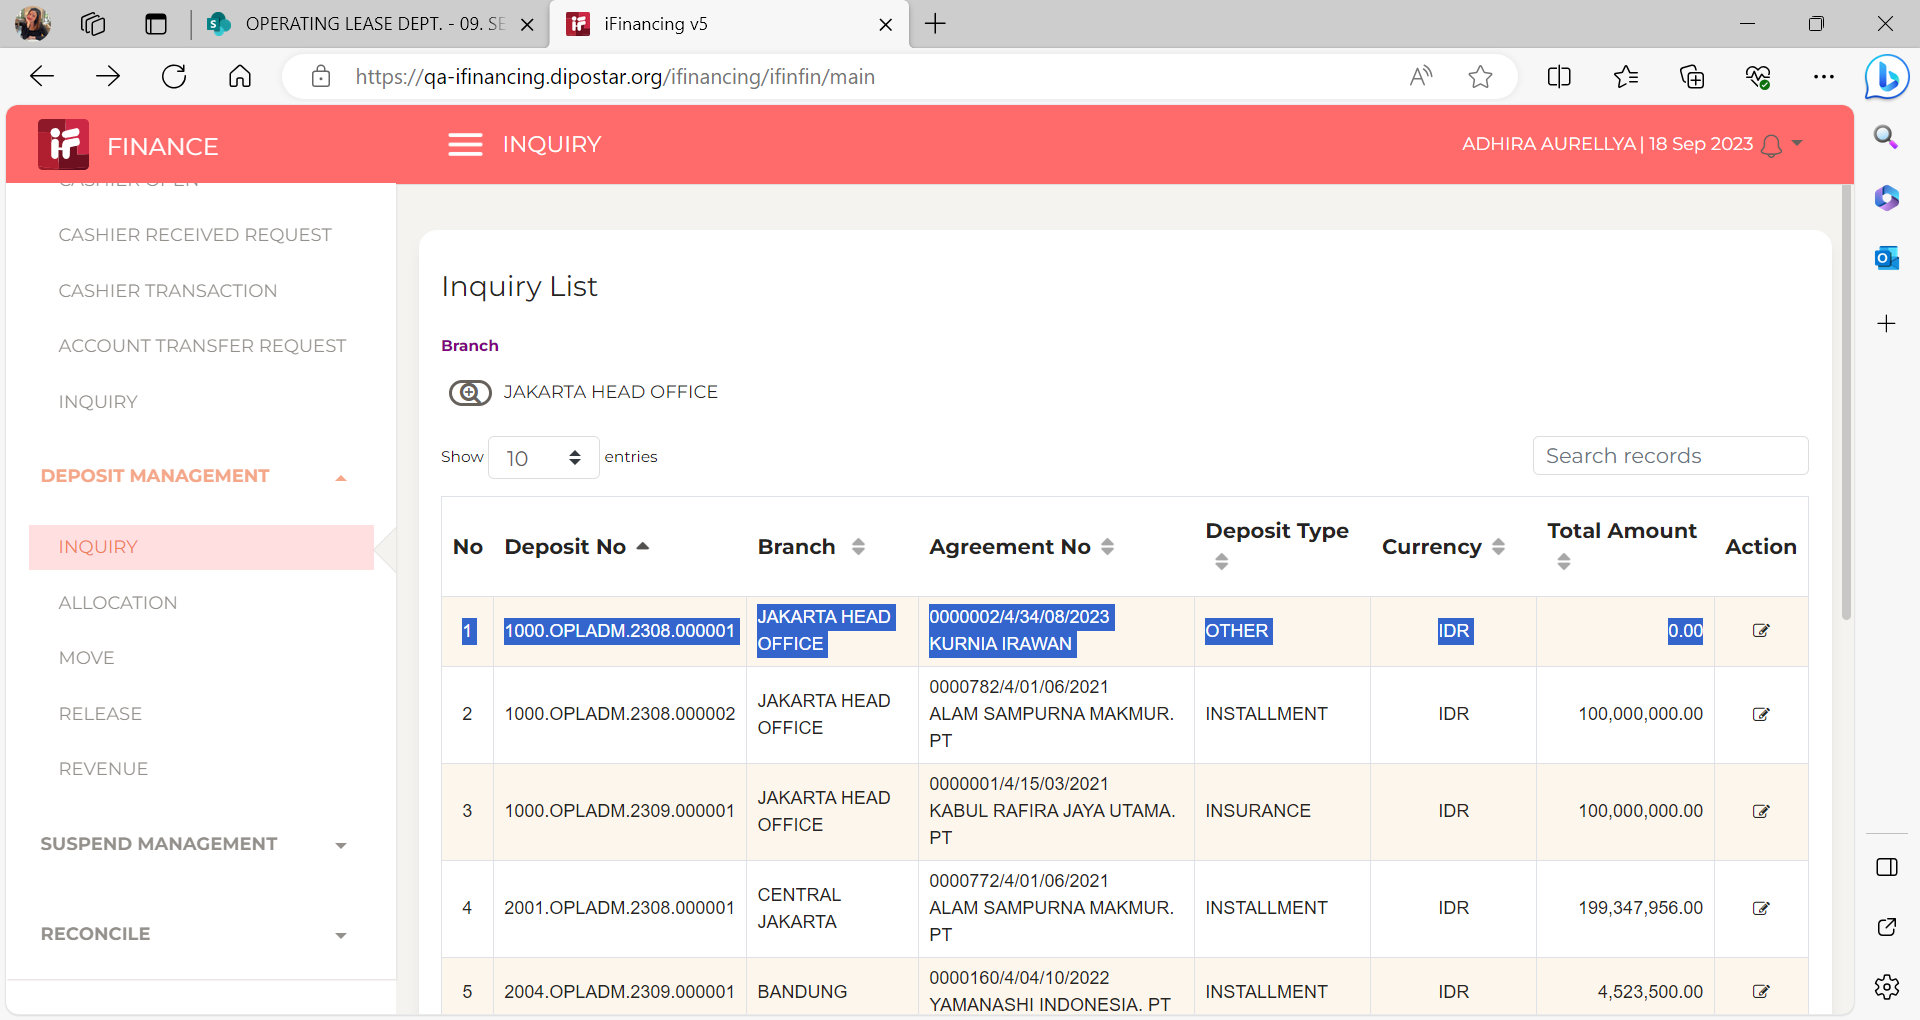 OPERATING LEASE DEPT. - 09. SE
iFinancing v5
https://qa-ifinancing.dipostar.org/ifinancing/ififin/main
iF FINANCE
INQUIRY
ADHIRA AURELLYA | 18 Sep 2023
CASHIER OPEN
CASHIER RECEIVED REQUEST
CASHIER TRANSACTION
ACCOUNT TRANSFER REQUEST
INQUIRY
DEPOSIT MANAGEMENT
INQUIRY
ALLOCATION
MOVE
RELEASE
REVENUE
SUSPEND MANAGEMENT
RECONCILE
Inquiry List
Branch
JAKARTA HEAD OFFICE
Show 10 entries
Search records
No Deposit No Branch Agreement No Deposit Type Currency Total Amount Action
1 1000.OPLADM.2308.000001 JAKARTA HEAD OFFICE 0000002/4/34/08/2023 KURNIA IRAWAN OTHER IDR 0.00
2 1000.OPLADM.2308.000002 JAKARTA HEAD OFFICE 0000782/4/01/06/2021 ALAM SAMPURNA MAKMUR. PT INSTALLMENT IDR 100,000,000.00
3 1000.OPLADM.2309.000001 JAKARTA HEAD OFFICE 0000001/4/15/03/2021 KABUL RAFIRA JAYA UTAMA. PT INSURANCE IDR 100,000,000.00
4 2001.OPLADM.2308.000001 CENTRAL JAKARTA 0000772/4/01/06/2021 ALAM SAMPURNA MAKMUR. PT INSTALLMENT IDR 199,347,956.00
5 2004.OPLADM.2309.000001 BANDUNG 0000160/4/04/10/2022 YAMANASHI INDONESIA. PT INSTALLMENT IDR 4,523,500.00